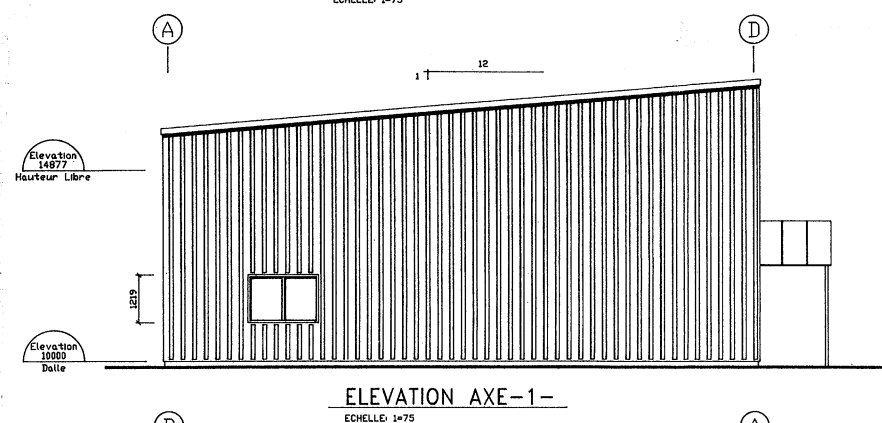 ECHELLE: 1=75
A
D
12
1
Elevation
14877
Hauteur Libre
1219
Elevation
10000
Dalle
ELEVATION AXE-1-
ECHELLE: 1=75
D
A